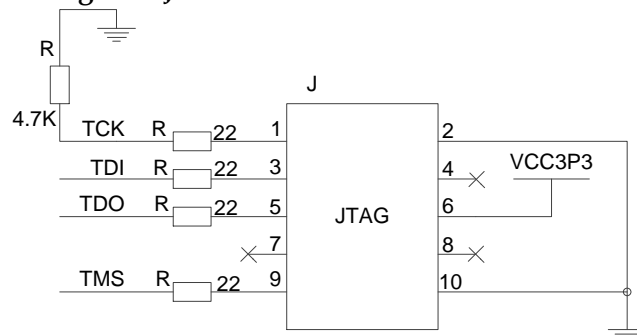 R
4.7K
J
TCK R 22 1
2
TDI R 22 3
4
VCC3P3
TDO R 22 5
6
JTAG
7
8
TMS R 22 9
10